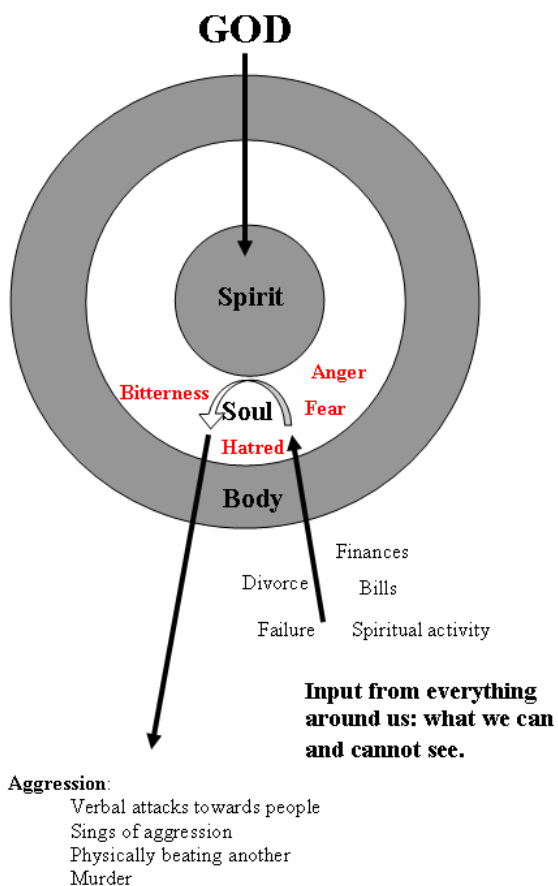 GOD
Spirit
Anger
Bitterness
Soul
Fear
Hatred
Body
Finances
Divorce
Bills
Failure
Spiritual activity
Input from everything
around us: what we can
and cannot see.
Aggression:
Verbal attacks towards people
Sings of aggression
Physically beating another
Murder